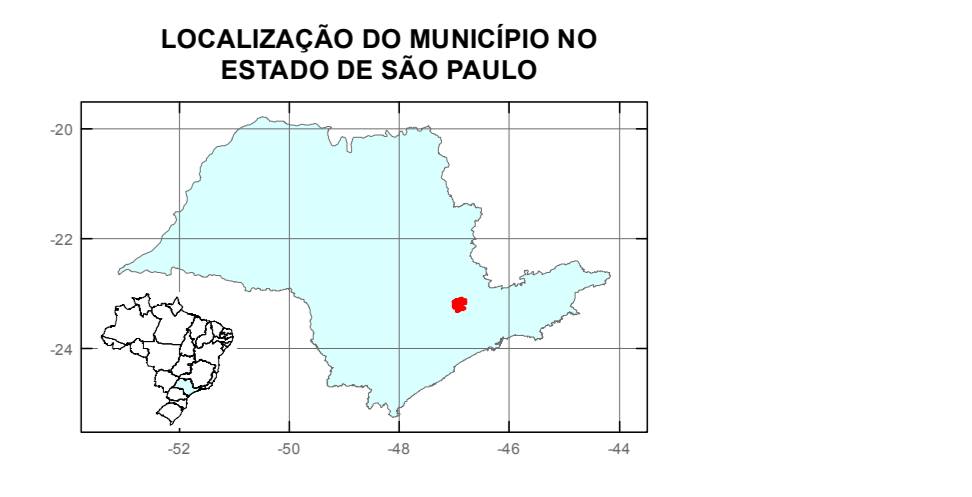 LOCALIZAÇÃO DO MUNICÍPIO NO
ESTADO DE SÃO PAULO
-20
-22
-24
-52 -50 -48 -46 -44